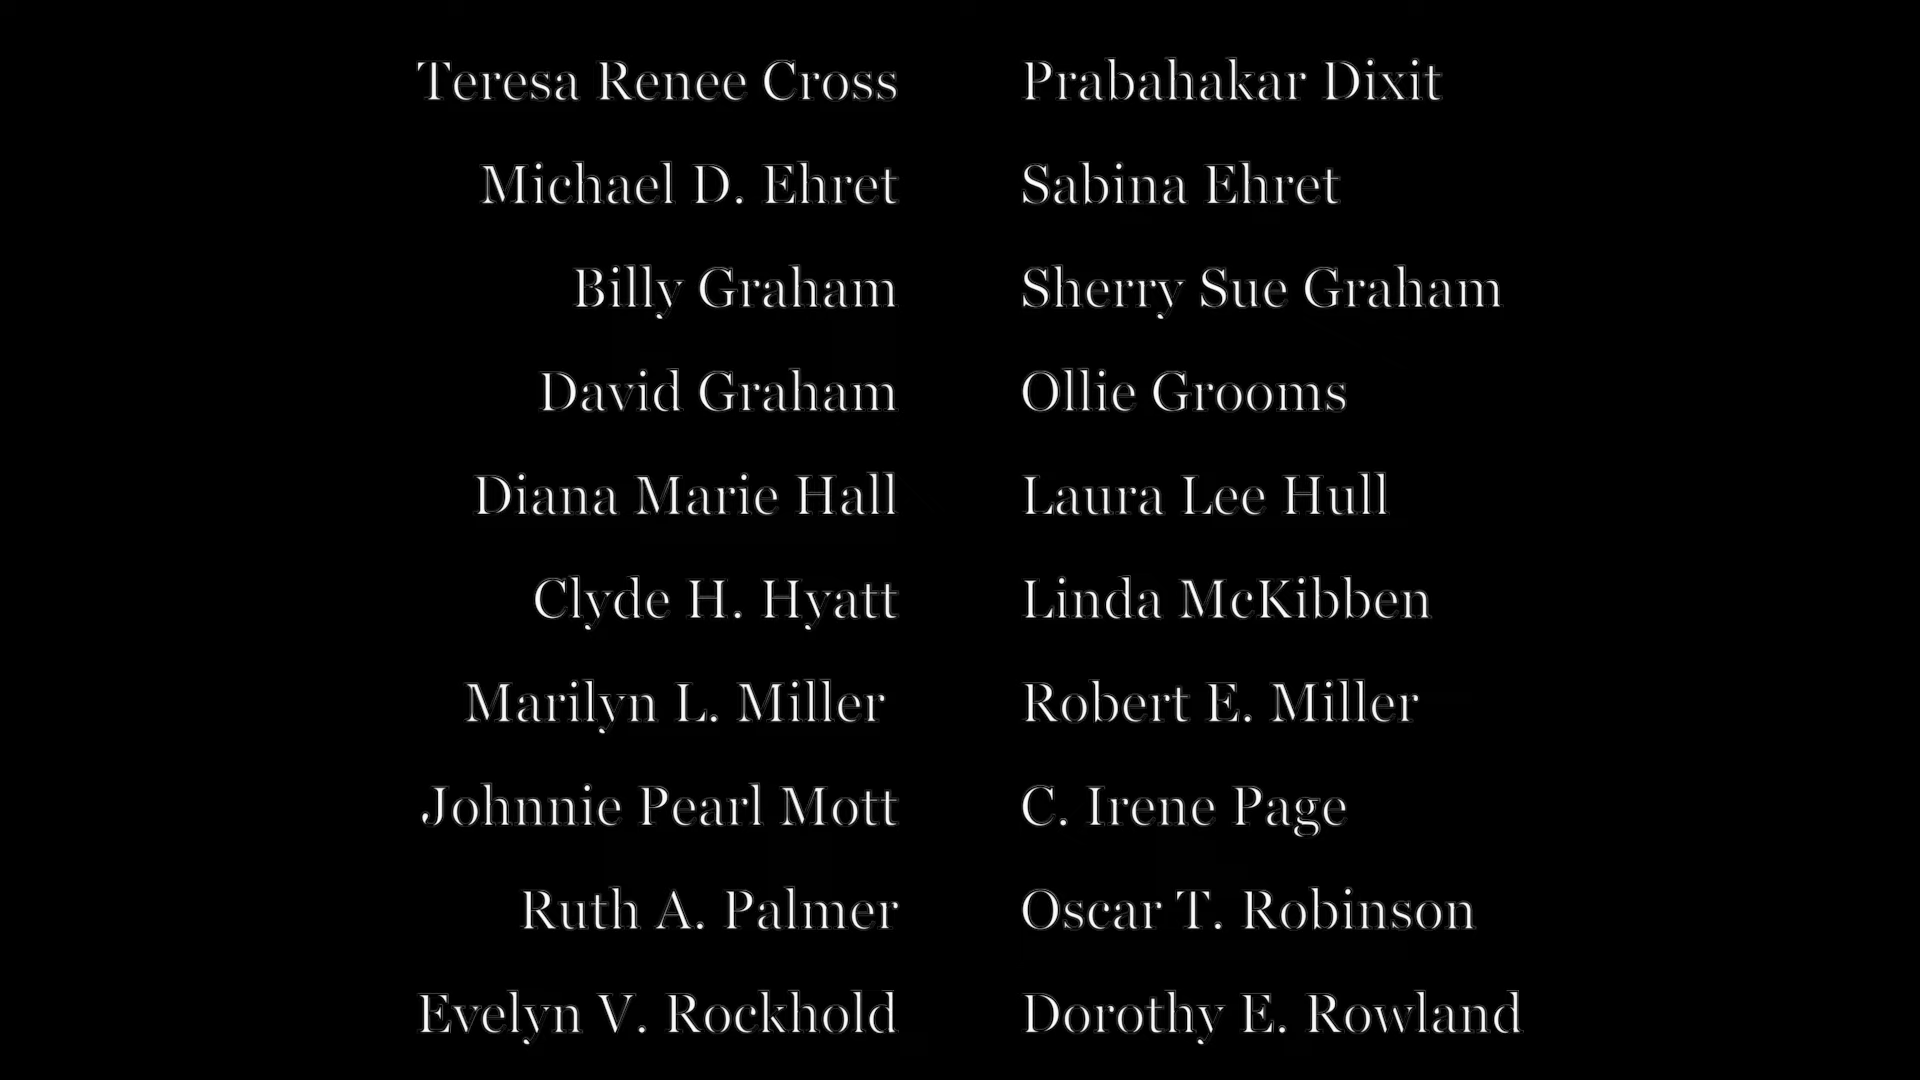 Teresa Renee Cross Prabahakar Dixit
Michael D. Ehret Sabina Ehret
Billy Graham Sherry Sue Graham
David Graham Ollie Grooms
Diana Marie Hall Laura Lee Hull
Clyde H. Hyatt Linda McKibben
Marilyn L. Miller Robert E. Miller
Johnnie Pearl Mott C. Irene Page
Ruth A. Palmer Oscar T. Robinson
Evelyn V. Rockhold Dorothy E. Rowland